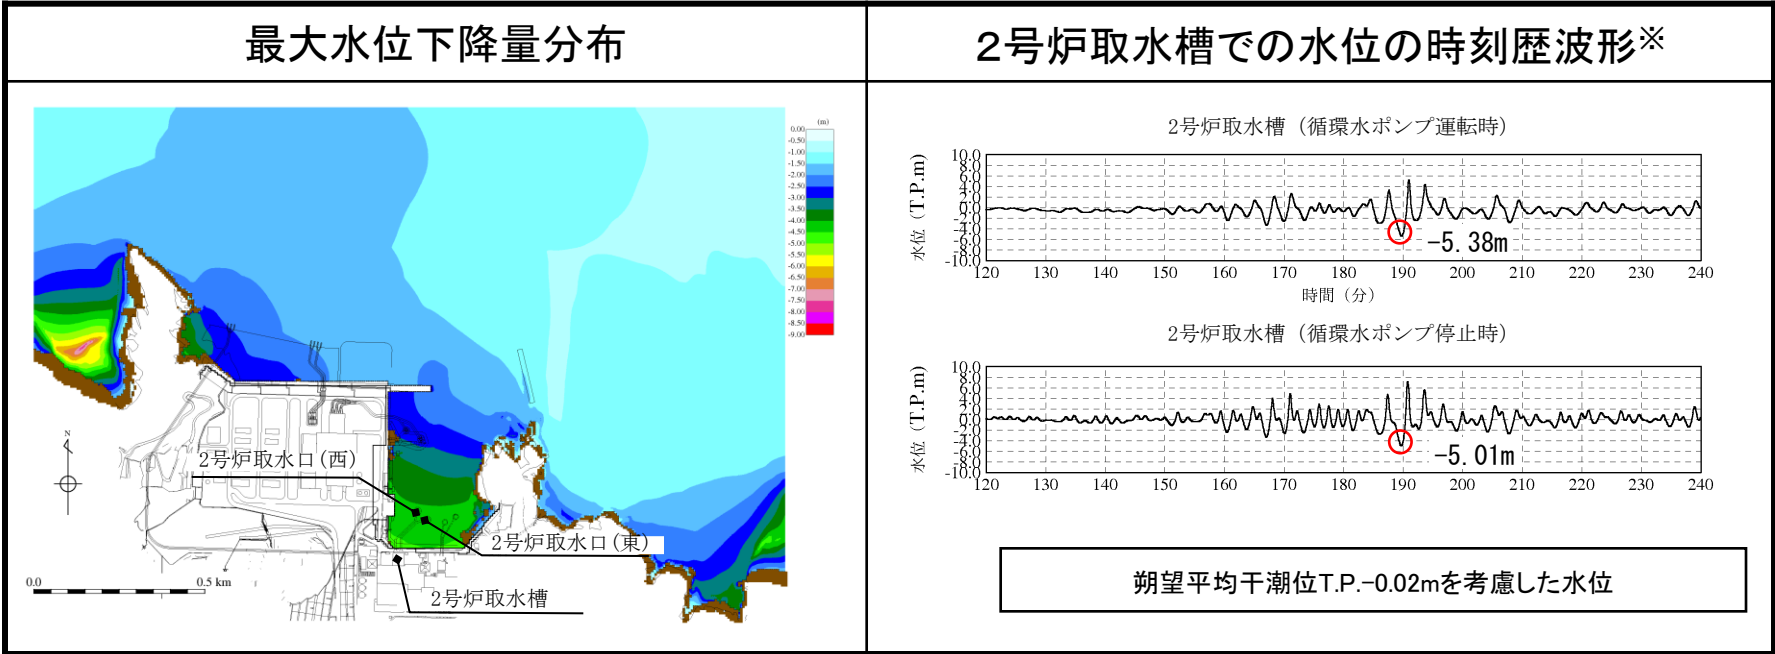 最大水位下降量分布
2号炉取水槽での水位の時刻歴波形※
(m)
0.00
-0.50
-1.00
-1.50
-2.00
-2.50
-3.00
-3.50
-4.00
-4.50
-5.00
-5.50
-6.00
-6.50
-7.00
-7.50
-8.00
-8.50
-9.00
N
2号炉取水口(西)
2号炉取水口(東)
2号炉取水槽
0.0 0.5 km
2号炉取水槽（循環水ポンプ運転時）
水位（T.P.m）
10.0
8.0
6.0
4.0
2.0
0.0
-2.0
-4.0
-6.0
-8.0
-10.0
-5.38m
120 130 140 150 160 170 180 190 200 210 220 230 240
時間（分）
2号炉取水槽（循環水ポンプ停止時）
水位（T.P.m）
10.0
8.0
6.0
4.0
2.0
0.0
-2.0
-4.0
-6.0
-8.0
-10.0
-5.01m
120 130 140 150 160 170 180 190 200 210 220 230 240
朔望平均干潮位T.P.-0.02mを考慮した水位